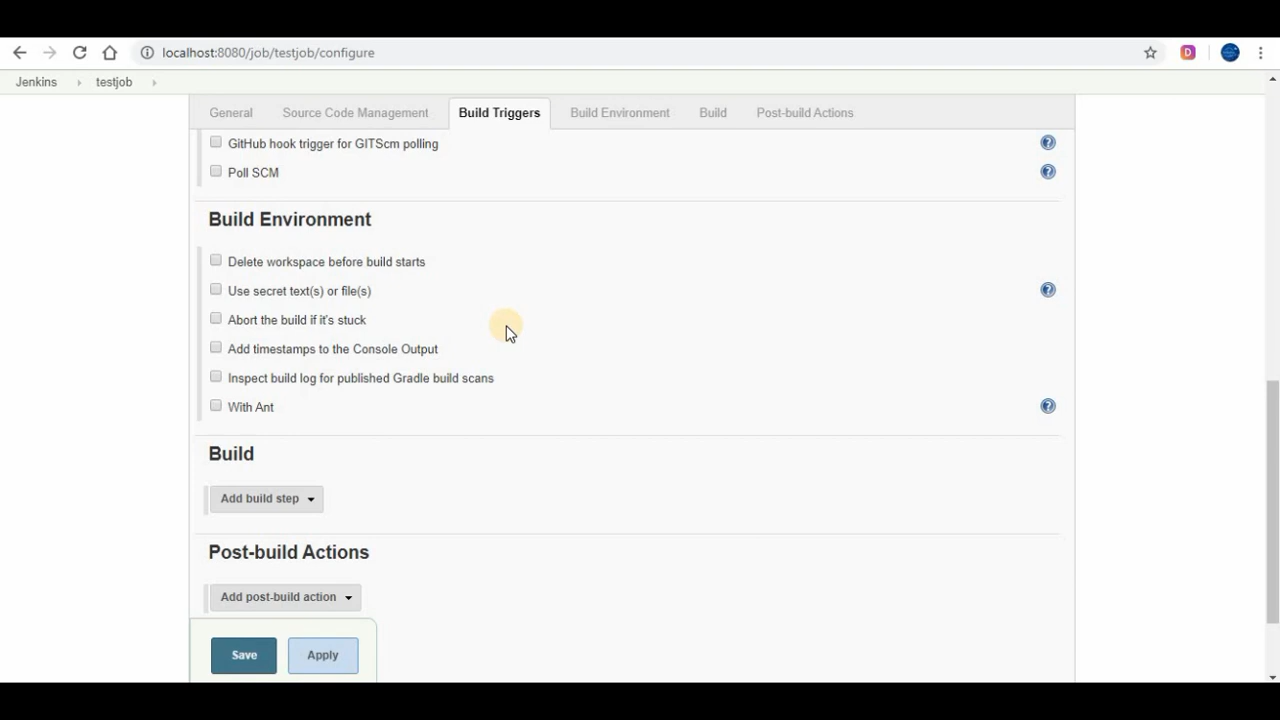 localhost:8080/job/testjob/configure
Jenkins testjob
General Source Code Management Build Triggers Build Environment Build Post-build Actions
GitHub hook trigger for GITScm polling
Poll SCM
Build Environment
Delete workspace before build starts
Use secret text(s) or file(s)
Abort the build if it's stuck
Add timestamps to the Console Output
Inspect build log for published Gradle build scans
With Ant
Build
Add build step
Post-build Actions
Add post-build action
Save Apply